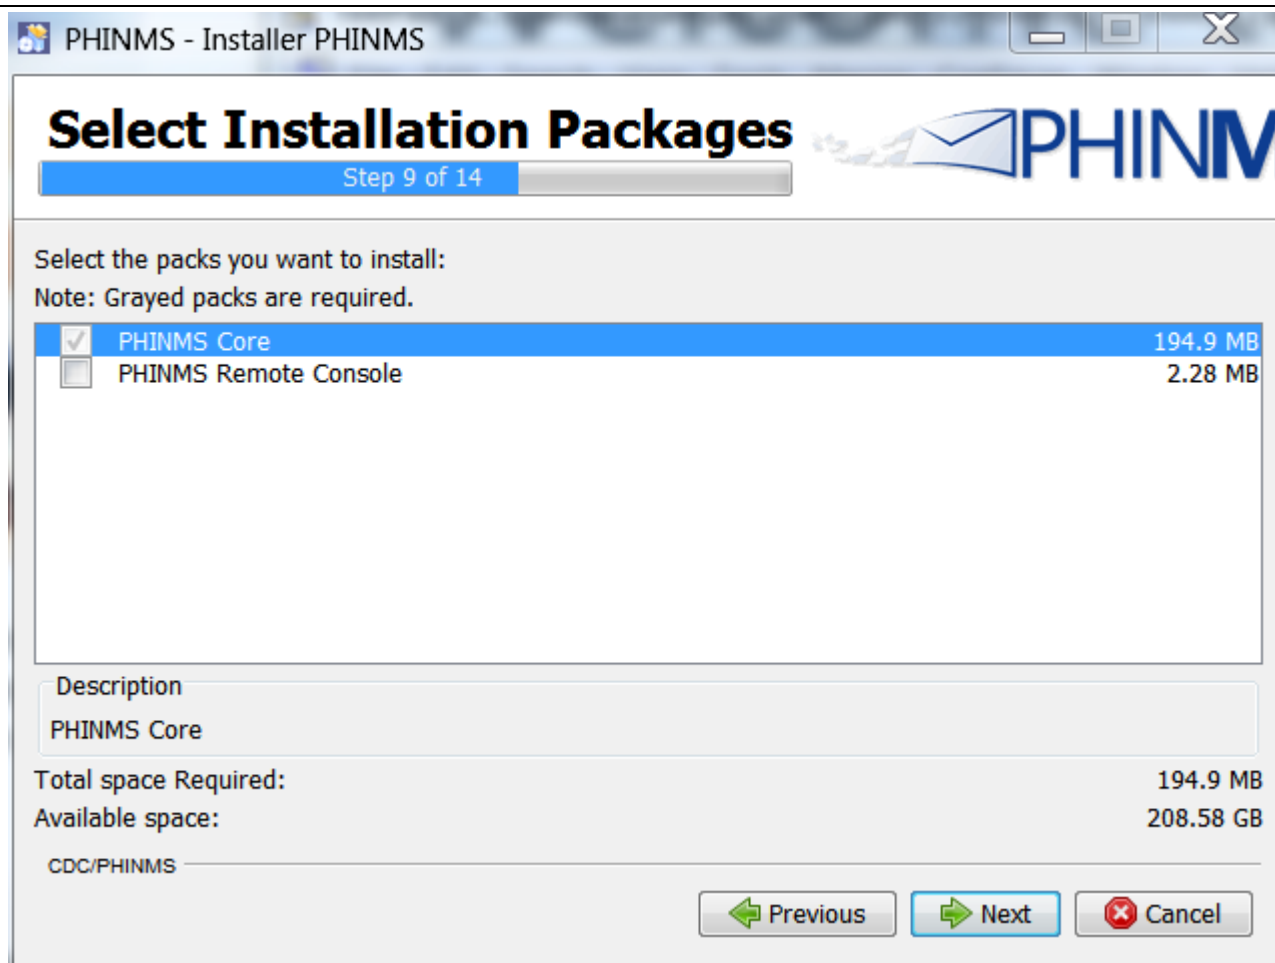 PHINMS - Installer PHINMS
Select Installation Packages
PHINM
Step 9 of 14
Select the packs you want to install:
Note: Grayed packs are required.
PHINMS Core 194.9 MB
PHINMS Remote Console 2.28 MB
Description
PHINMS Core
Total space Required: 194.9 MB
Available space: 208.58 GB
CDC/PHINMS
Previous Next Cancel